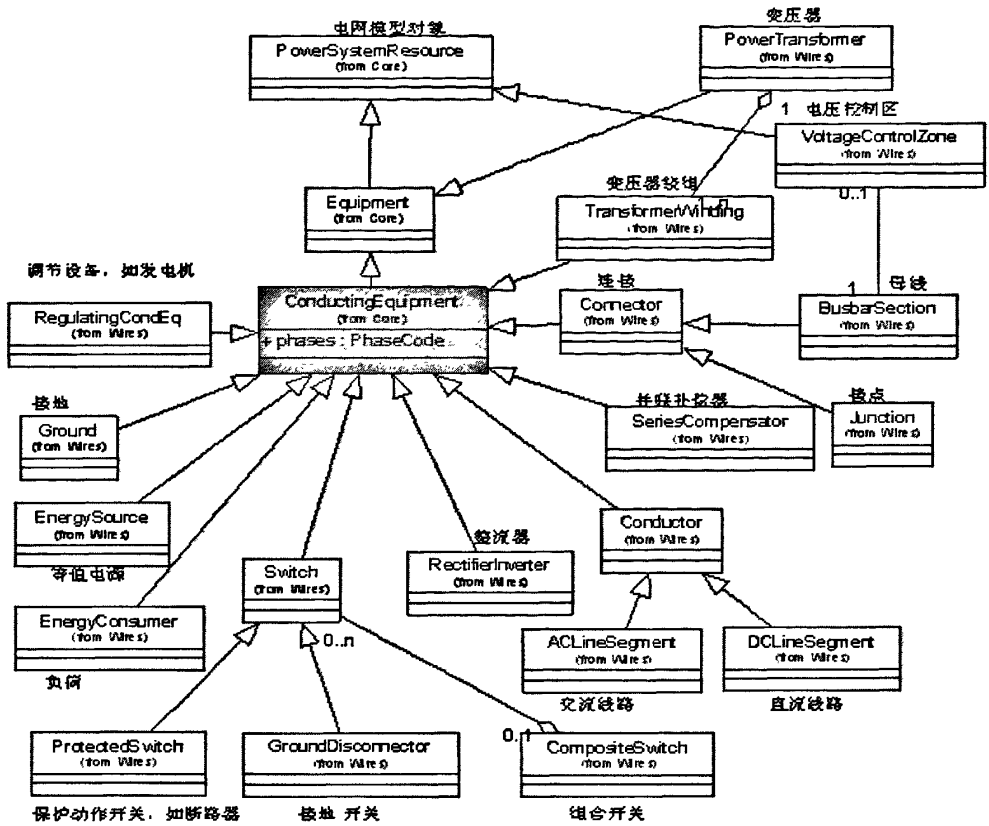 电网模型对象
PowerSystemResource
(from Core)
变压器
PowerTransformer
(from Wires)
1
电压控制区
VoltageControlZone
(from Wires)
0..1
Equipment
(from Core)
变压器绕组
TransformerWinding
(from Wires)
调节设备，如发电机
RegulatingCondEq
(from Wires)
ConductingEquipment
(from Core)
+ phases : PhaseCode
连接
Connector
(from Wires)
1
母线
BusbarSection
(from Wires)
接地
Ground
(from Wires)
SeriesCompensator
(from Wires)
接点
Junction
(from Wires)
EnergySource
(from Wires)
等值电源
Switch
(from Wires)
0..n
整流器
RectifierInverter
(from Wires)
Conductor
(from Wires)
EnergyConsumer
(from Wires)
负荷
ACLineSegment
(from Wires)
交流线路
DCLineSegment
(from Wires)
直流线路
ProtectedSwitch
(from Wires)
保护动作开关，如断路器
GroundDisconnector
(from Wires)
接地 开关
0..1
CompositeSwitch
(from Wires)
组合开关